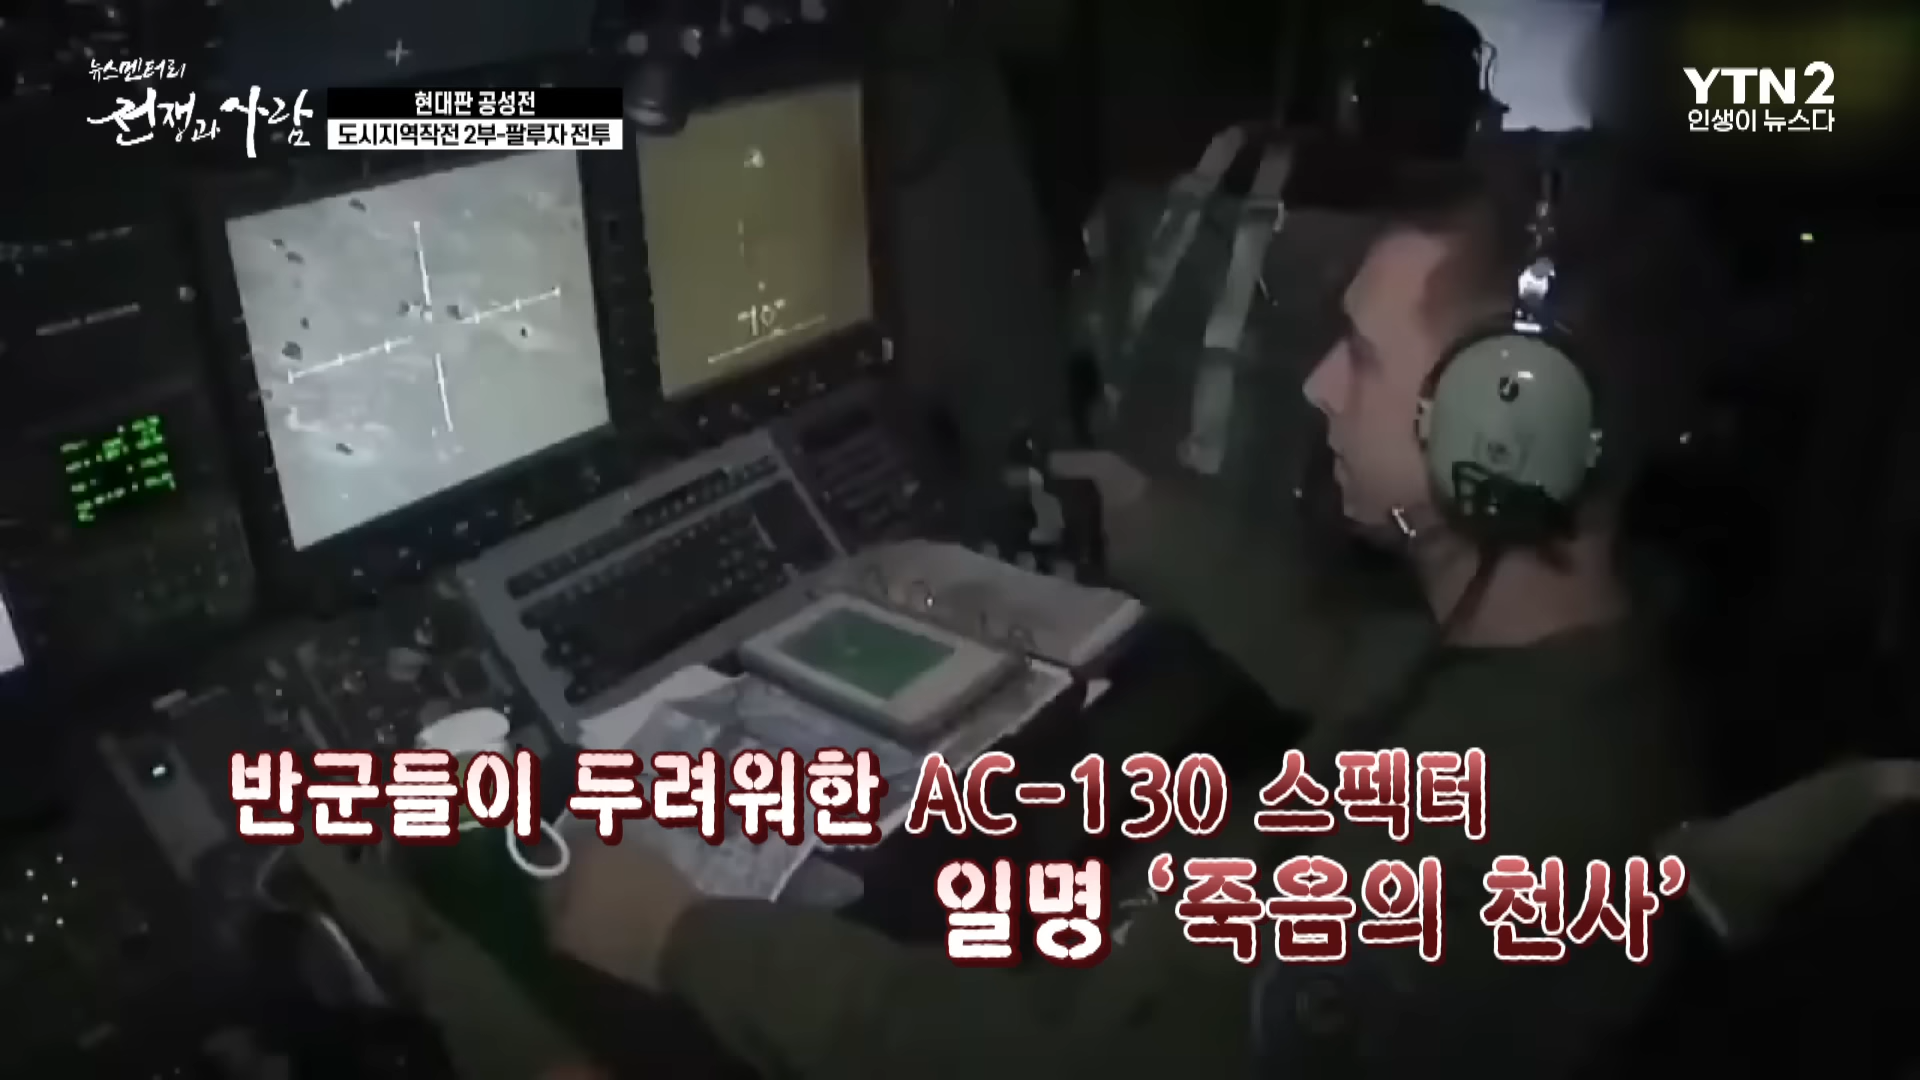 뉴스멘터리
전쟁과 사람
현대판 공성전
도시지역작전 2부-팔루자 전투
YTN2
인생이 뉴스다
반군들이 두려워한 AC-130 스펙터
일명 ‘죽음의 천사’